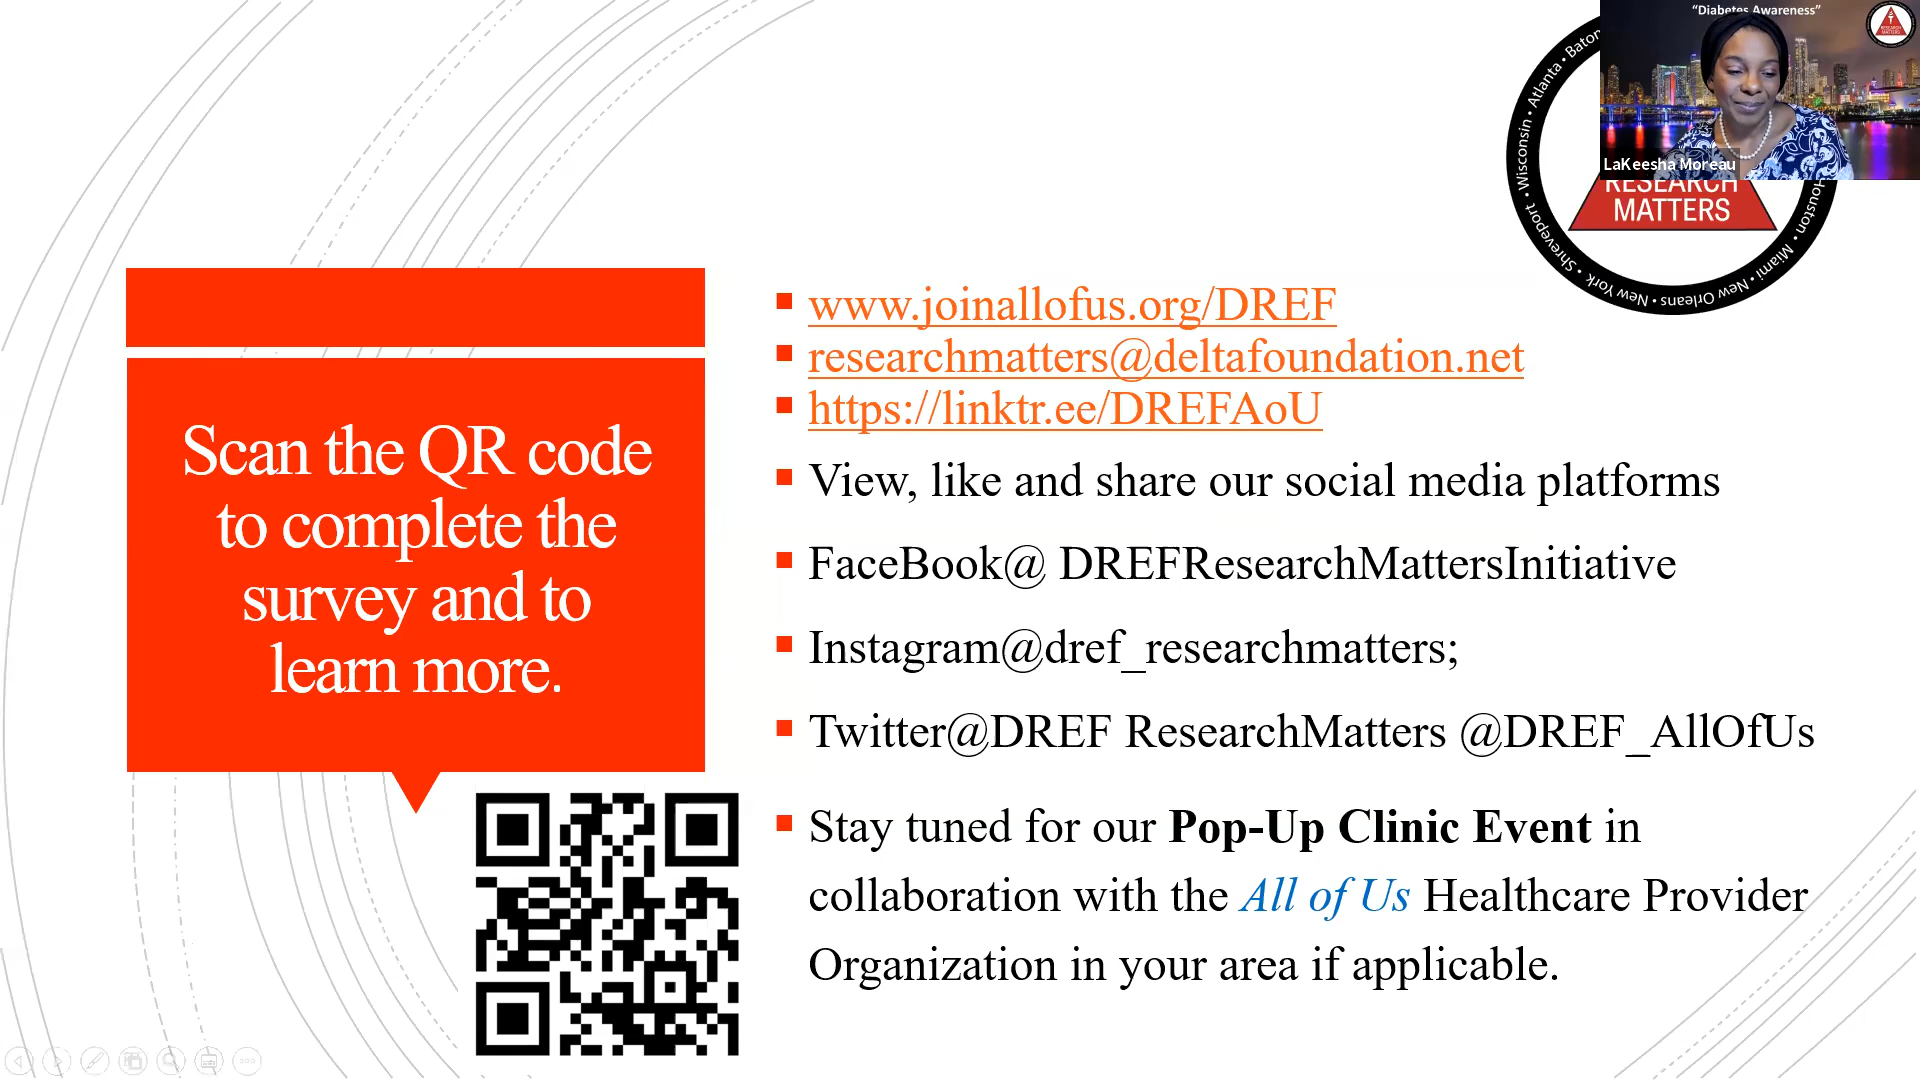 "Diabetes Awareness"
RESEARCH
MATTERS
LaKeesha Moreau
RESEARCH
MATTERS
Shreveport • Wisconsin • Atlanta • Baton
Houston • Miami • New Orleans • New York •
Scan the QR code
to complete the
survey and to
learn more.
www.joinallofus.org/DREF
researchmatters@deltafoundation.net
https://linktr.ee/DREFAoU
View, like and share our social media platforms
FaceBook@ DREFResearchMattersInitiative
Instagram@dref_researchmatters;
Twitter@DREF ResearchMatters @DREF_AllOfUs
Stay tuned for our Pop-Up Clinic Event in
collaboration with the All of Us Healthcare Provider
Organization in your area if applicable.